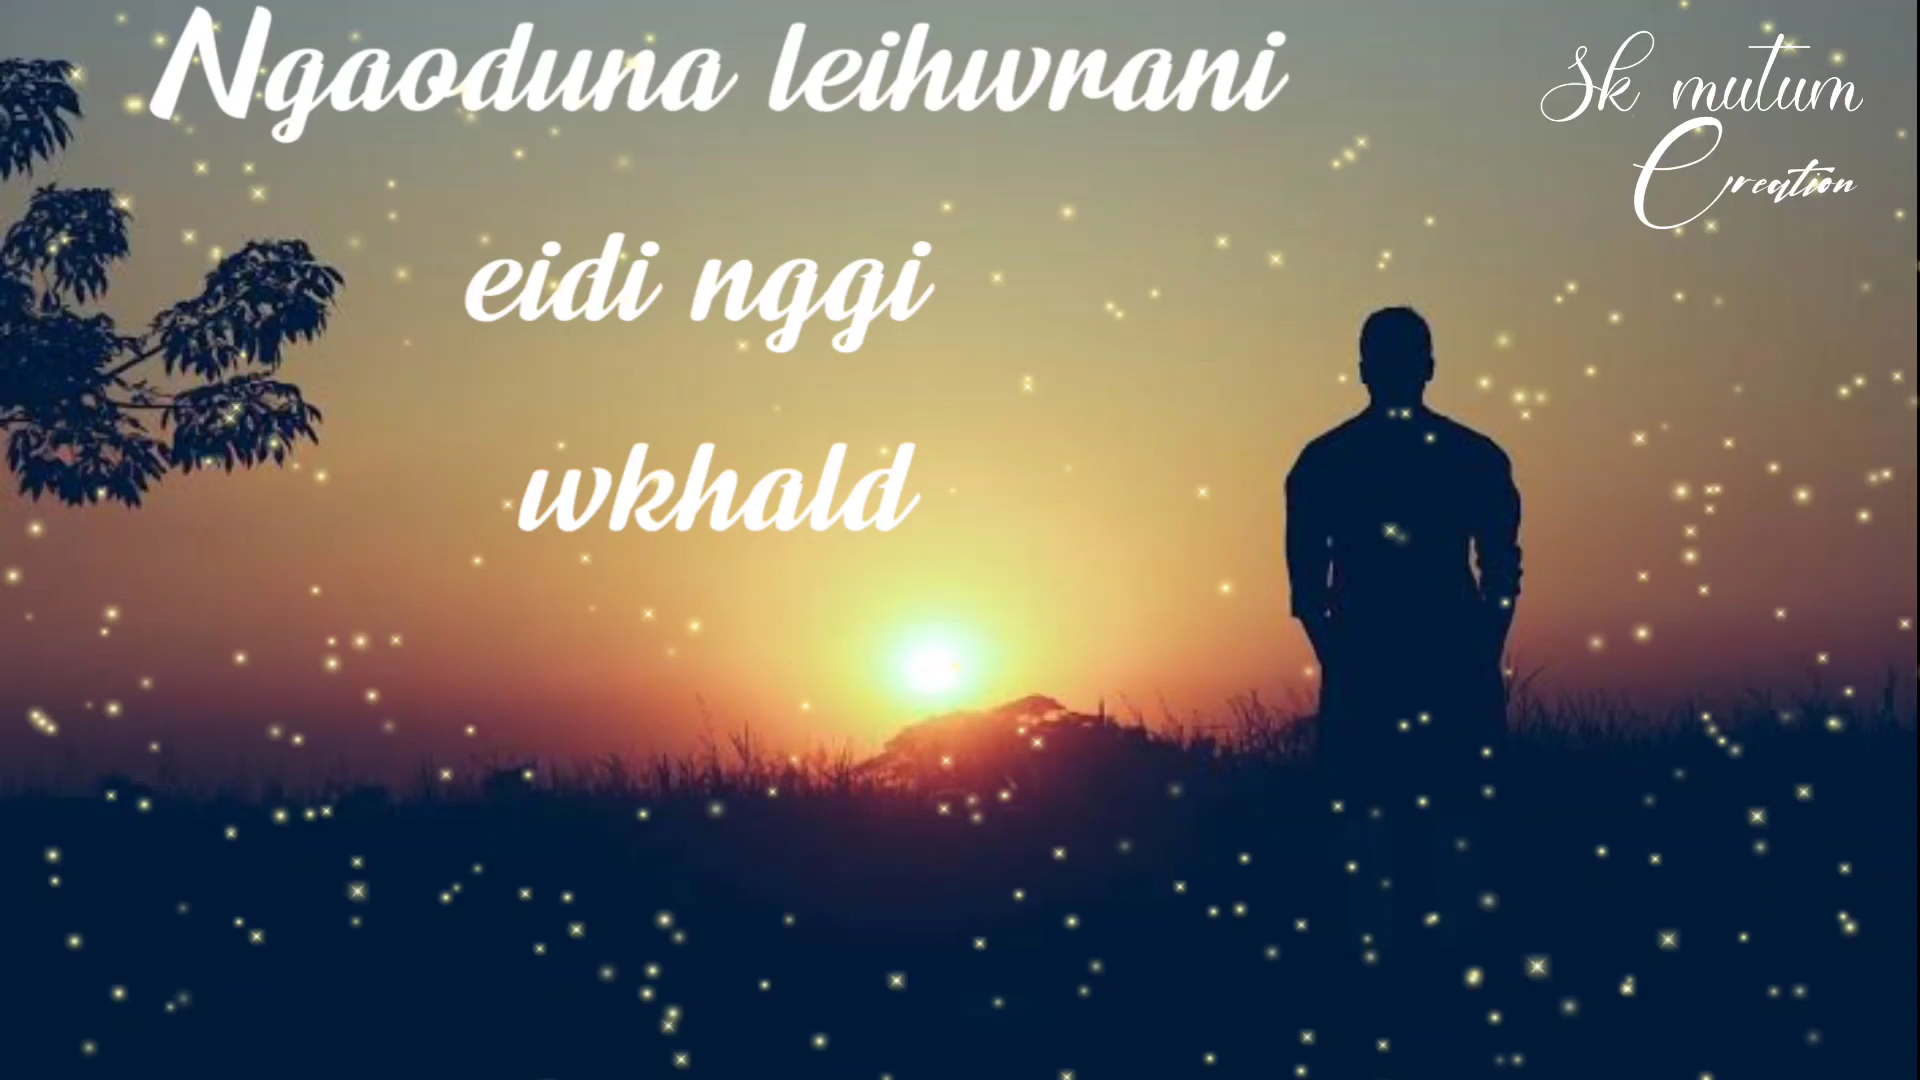 Ngaoduna leihwrani
eidi nggi
wkhald
Sk mutum
Creation